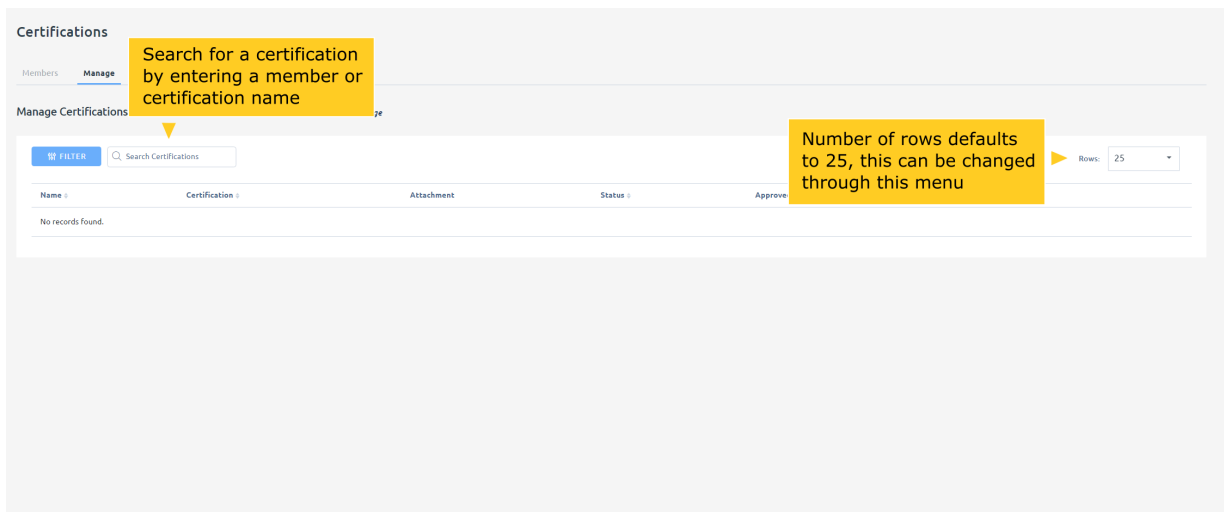 Certifications
Search for a certification
by entering a member or
certification name
Members Manage
Manage Certifications
Number of rows defaults
to 25, this can be changed
through this menu
FILTER Search Certifications
Rows: 25
Name Certification Attachment Status
No records found.